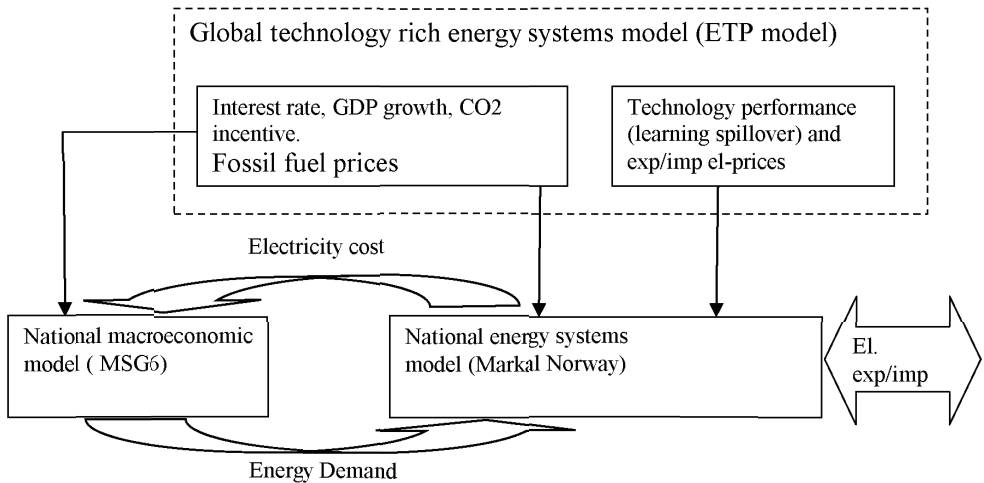 Global technology rich energy systems model (ETP model)
Interest rate, GDP growth, CO2
incentive.
Fossil fuel prices
Technology performance
(learning spillover) and
exp/imp el-prices
Electricity cost
National macroeconomic
model ( MSG6)
National energy systems
model (Markal Norway)
El.
exp/imp
Energy Demand